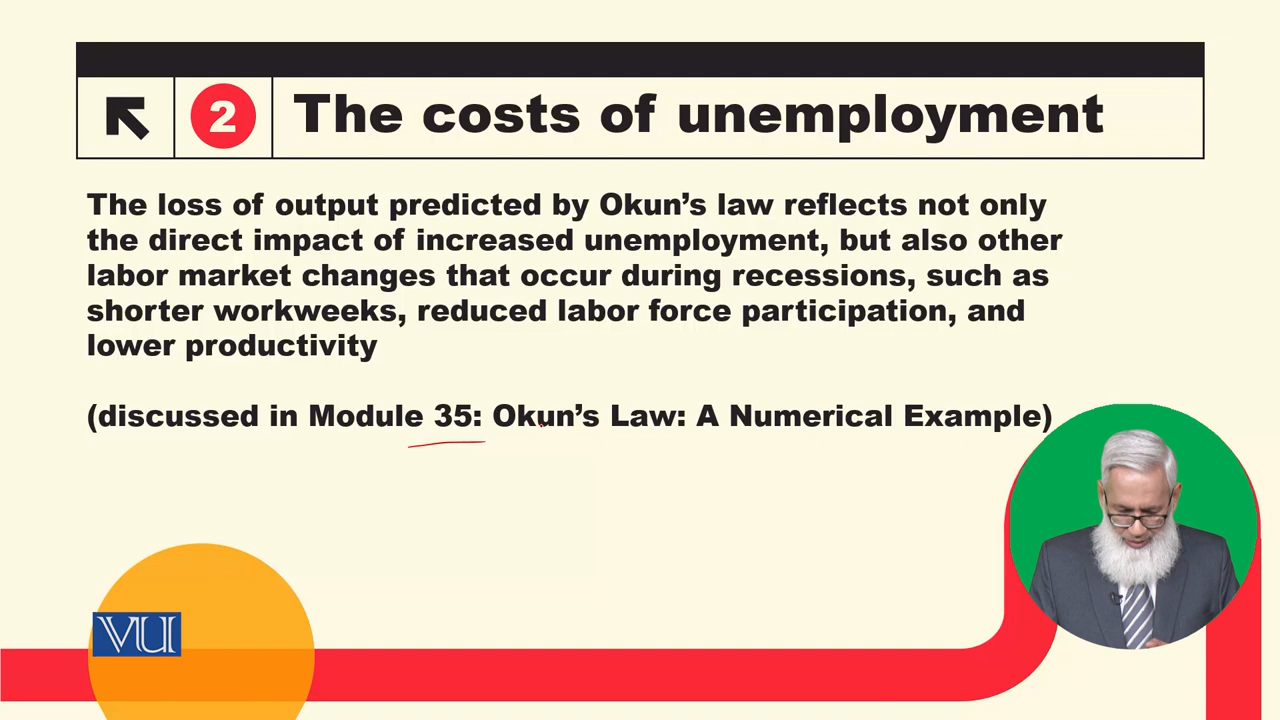 2 The costs of unemployment
The loss of output predicted by Okun’s law reflects not only
the direct impact of increased unemployment, but also other
labor market changes that occur during recessions, such as
shorter workweeks, reduced labor force participation, and
lower productivity
(discussed in Module 35: Okun’s Law: A Numerical Example)
VU